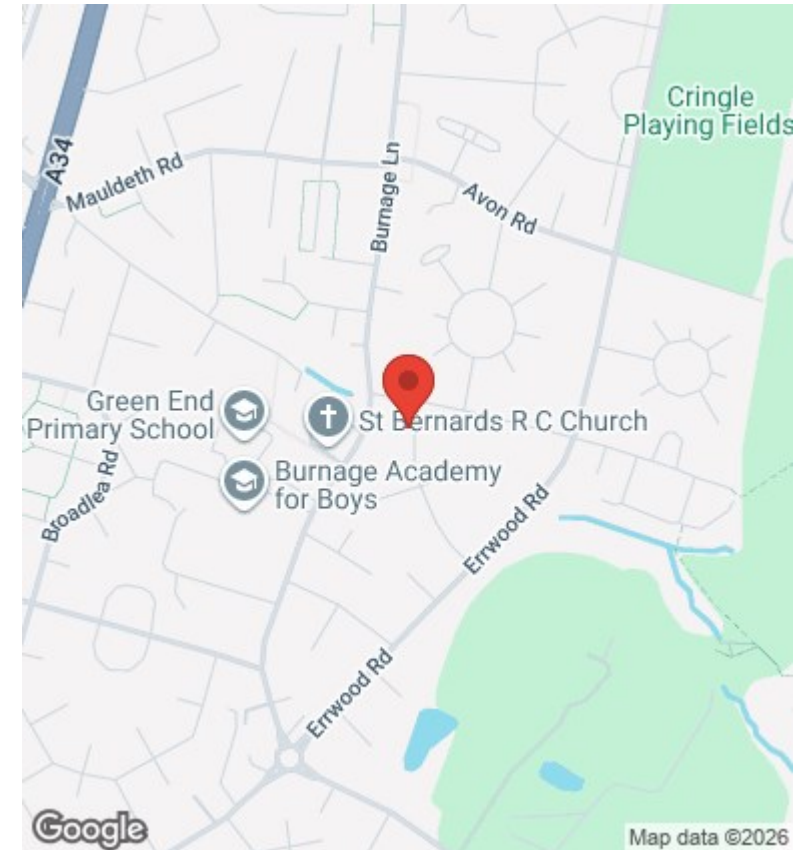 Cringle
Playing Fields
A34
Mauldeth Rd
Burnage Ln
Avon Rd
Green End
Primary School
St Bernards R C Church
Burnage Academy
for Boys
Broadlea Rd
Errwood Rd
Errwood Rd
Google
Map data ©2026